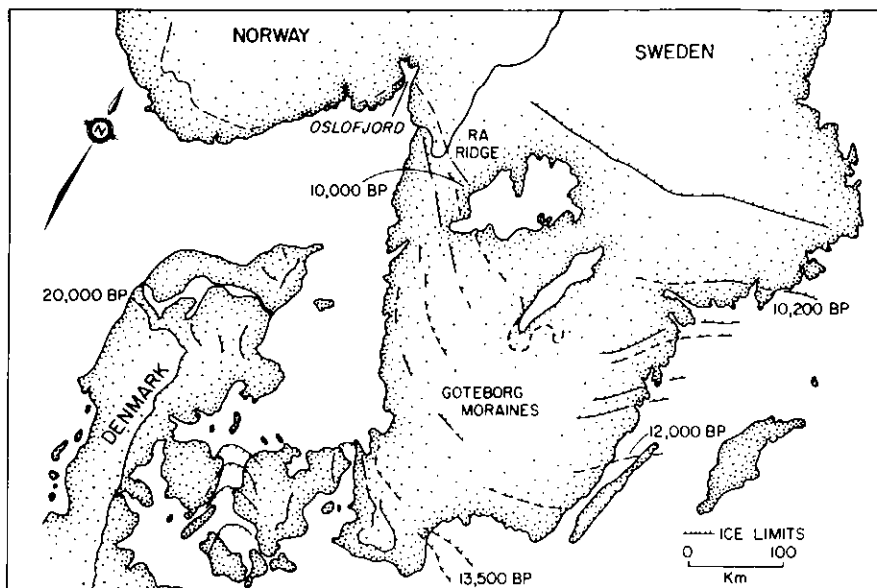 NORWAY
SWEDEN
N
OSLOFJORD
RA
RIDGE
10,000 BP
20,000 BP
10,200 BP
DENMARK
GOTEBORG
MORAINES
12,000 BP
ICE LIMITS
0 100
Km
13,500 BP